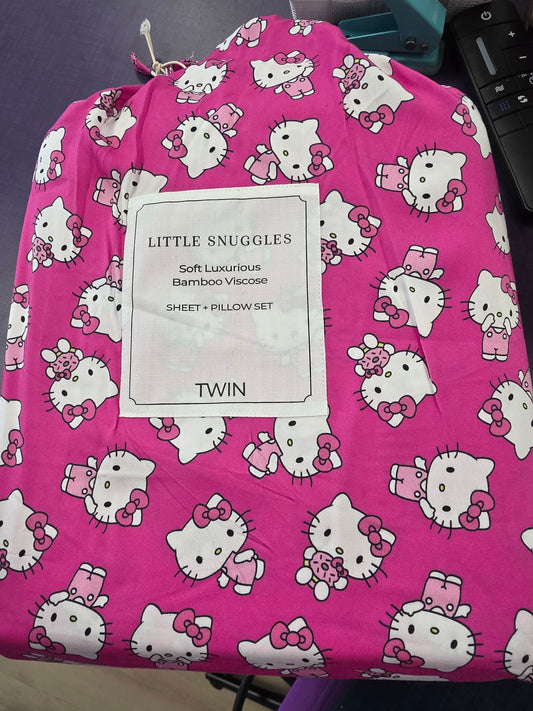 LITTLE SNUGGLES
Soft Luxurious
Bamboo Viscose
SHEET + PILLOW SET
TWIN